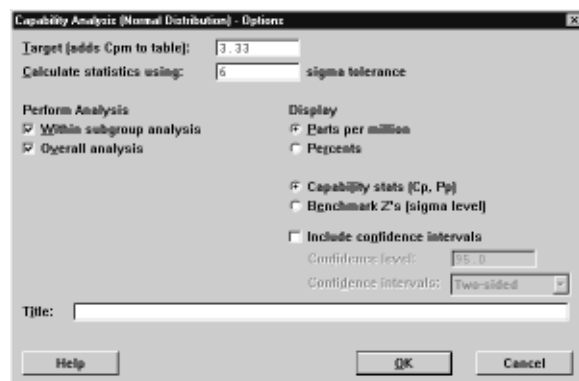 Capability Analysis (Normal Distribution) - Options
Target (adds Cpm to table): 3.33
Calculate statistics using: 6 sigma tolerance
Perform Analysis
Within subgroup analysis
Overall analysis
Display
Parts per million
Percents
Capability stats (Cp, Pp)
Benchmark Z's (sigma level)
Include confidence intervals
Confidence level: 95.0
Confidence intervals: Two-sided
Title:
Help
OK
Cancel